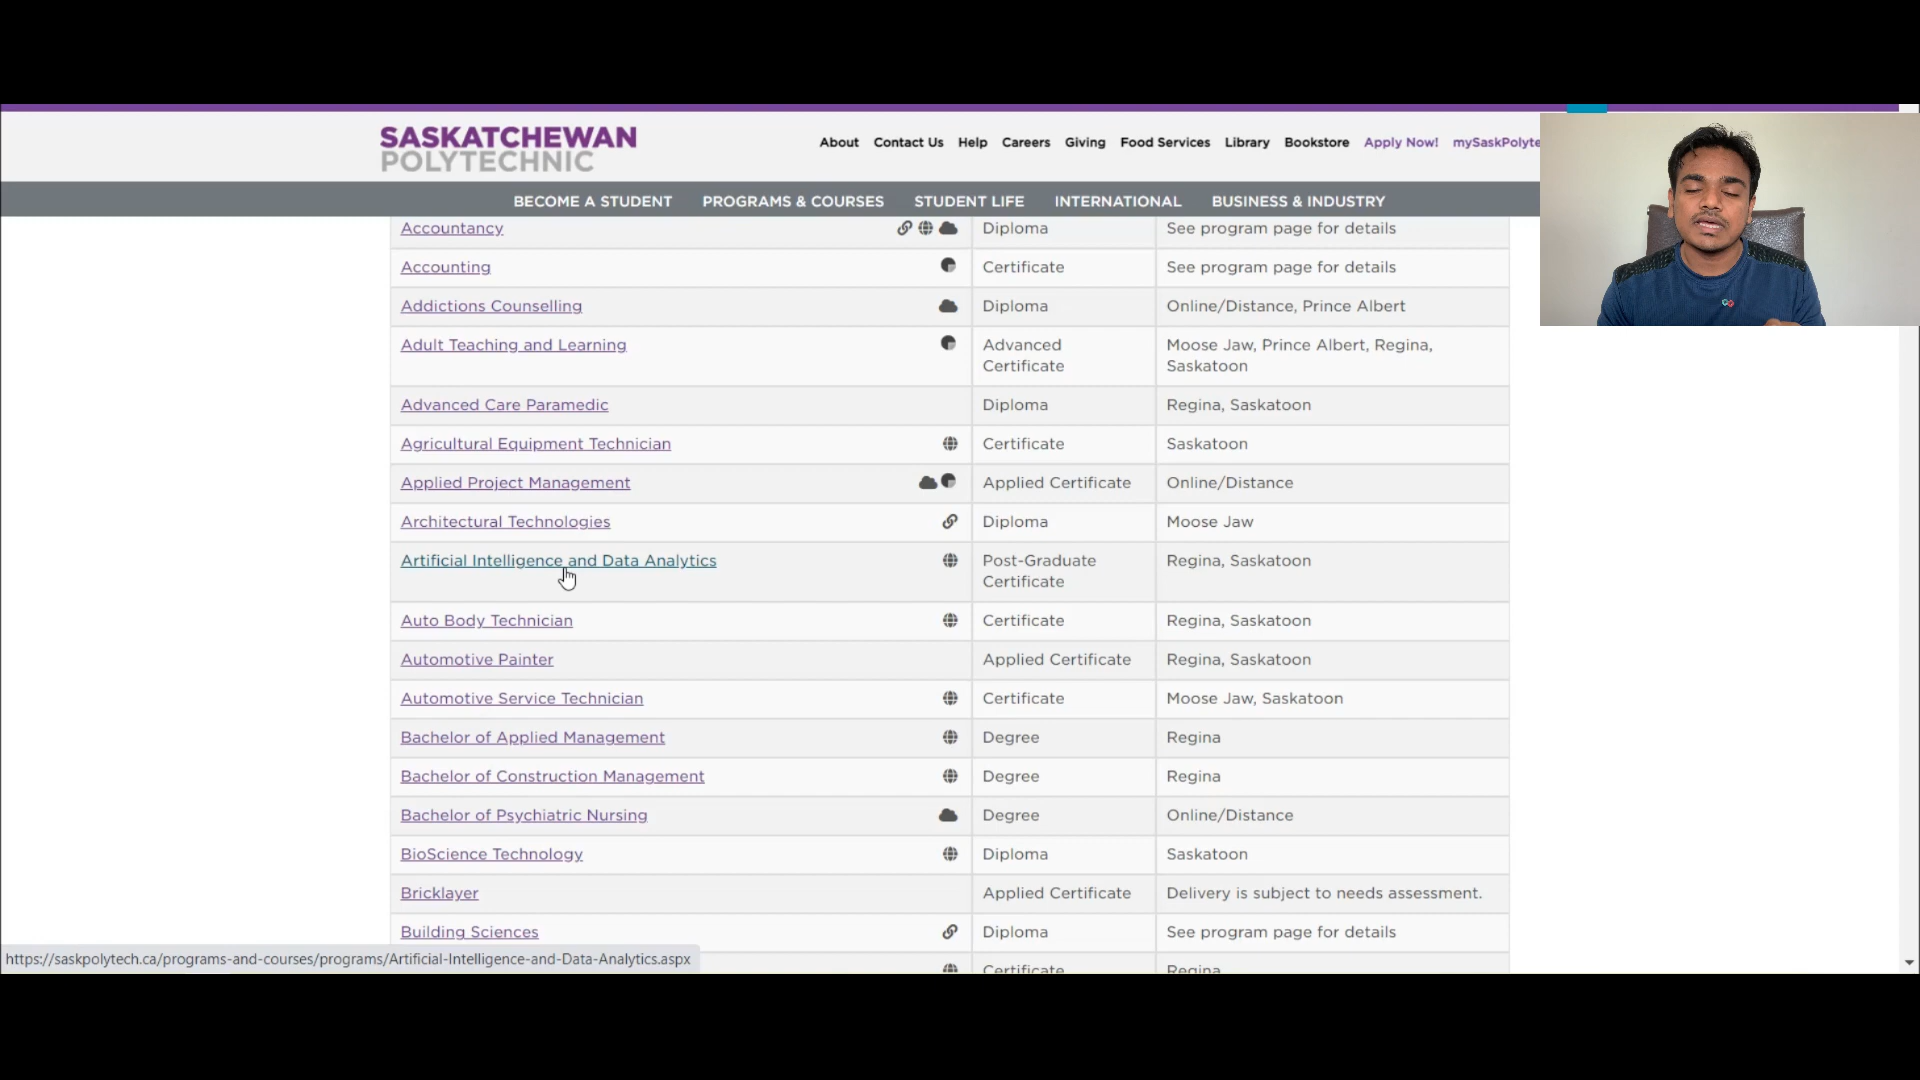 SASKATCHEWAN
POLYTECHNIC
About Contact Us Help Careers Giving Food Services Library Bookstore Apply Now! mySaskPolyte
BECOME A STUDENT PROGRAMS & COURSES STUDENT LIFE INTERNATIONAL BUSINESS & INDUSTRY
Accountancy Diploma See program page for details
Accounting Certificate See program page for details
Addictions Counselling Diploma Online/Distance, Prince Albert
Adult Teaching and Learning Advanced Moose Jaw, Prince Albert, Regina,
Certificate Saskatoon
Advanced Care Paramedic Diploma Regina, Saskatoon
Agricultural Equipment Technician Certificate Saskatoon
Applied Project Management Applied Certificate Online/Distance
Architectural Technologies Diploma Moose Jaw
Artificial Intelligence and Data Analytics Post-Graduate Regina, Saskatoon
Certificate
Auto Body Technician Certificate Regina, Saskatoon
Automotive Painter Applied Certificate Regina, Saskatoon
Automotive Service Technician Certificate Moose Jaw, Saskatoon
Bachelor of Applied Management Degree Regina
Bachelor of Construction Management Degree Regina
Bachelor of Psychiatric Nursing Degree Online/Distance
BioScience Technology Diploma Saskatoon
Bricklayer Applied Certificate Delivery is subject to needs assessment.
Building Sciences Diploma See program page for details
https://saskpolytech.ca/programs-and-courses/programs/Artificial-Intelligence-and-Data-Analytics.aspx
Certificate Regina